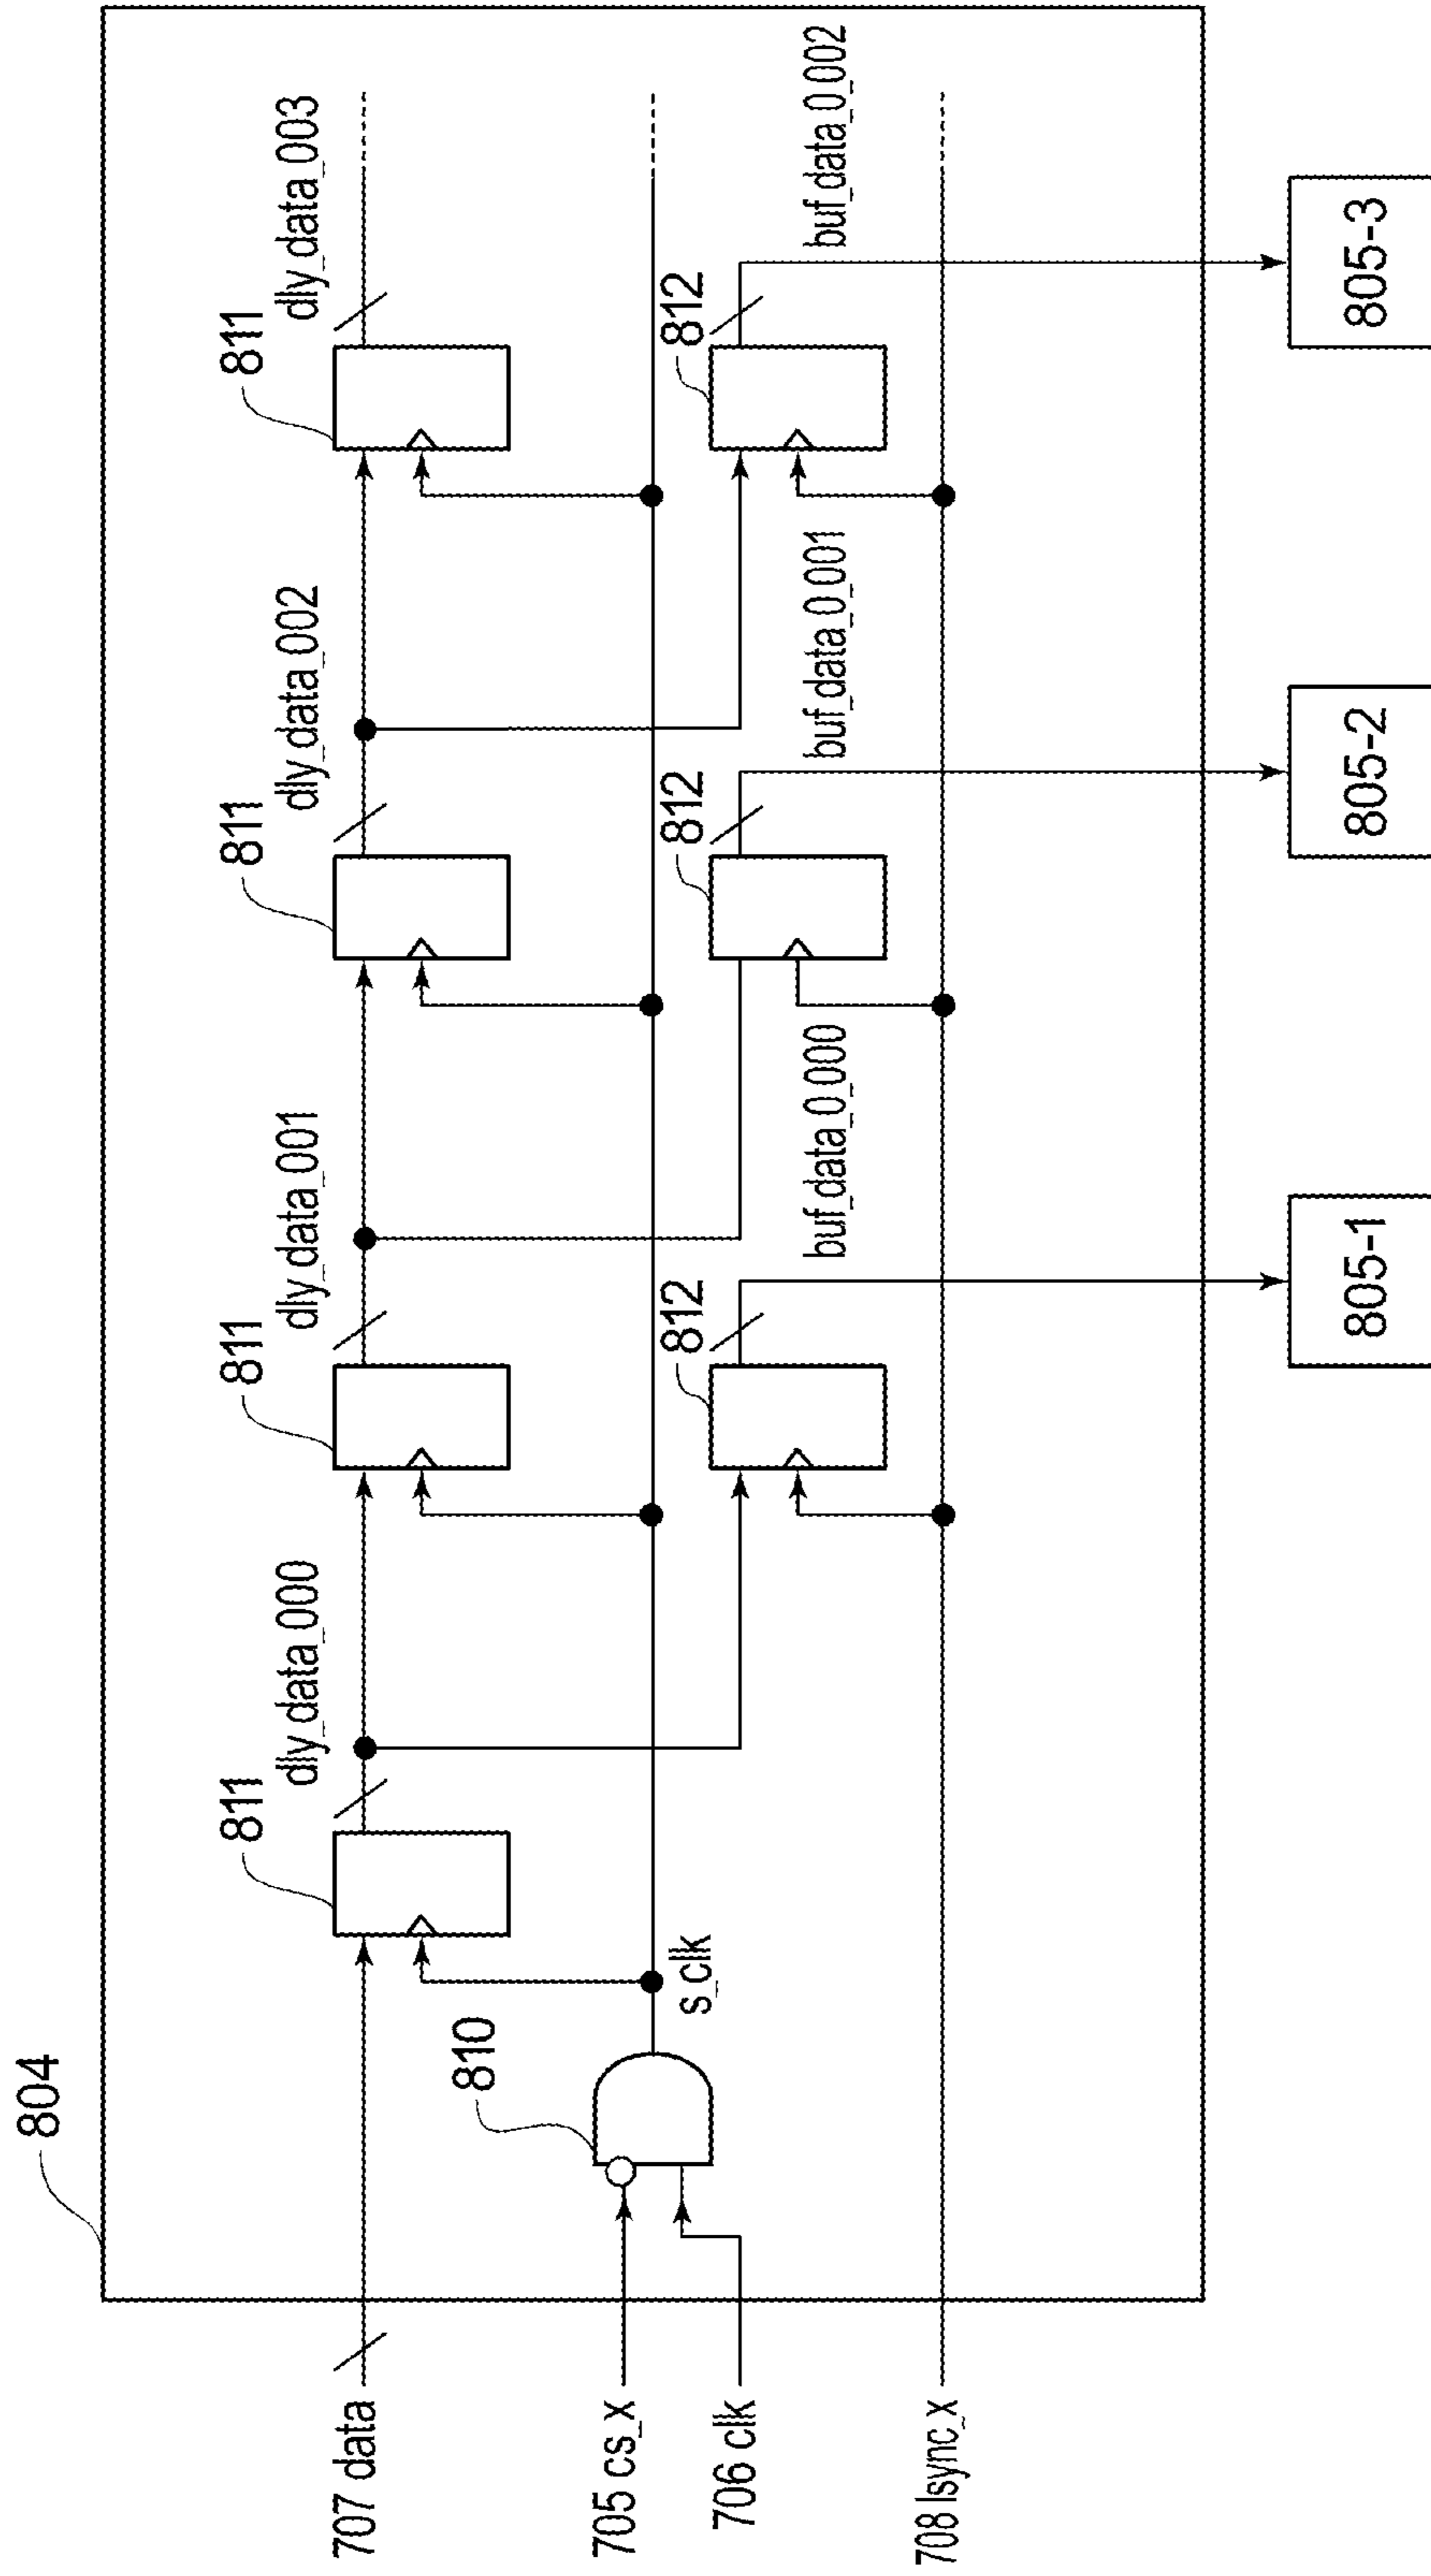 804
811
dly_data_000
811
dly_data_001
811
dly_data_002
811
dly_data_003
707 data
810
s_clk
705 cs_x
706 clk
812
buf_data_0_000
812
buf_data_0_001
812
buf_data_0_002
708 lsync_x
805-1
805-2
805-3